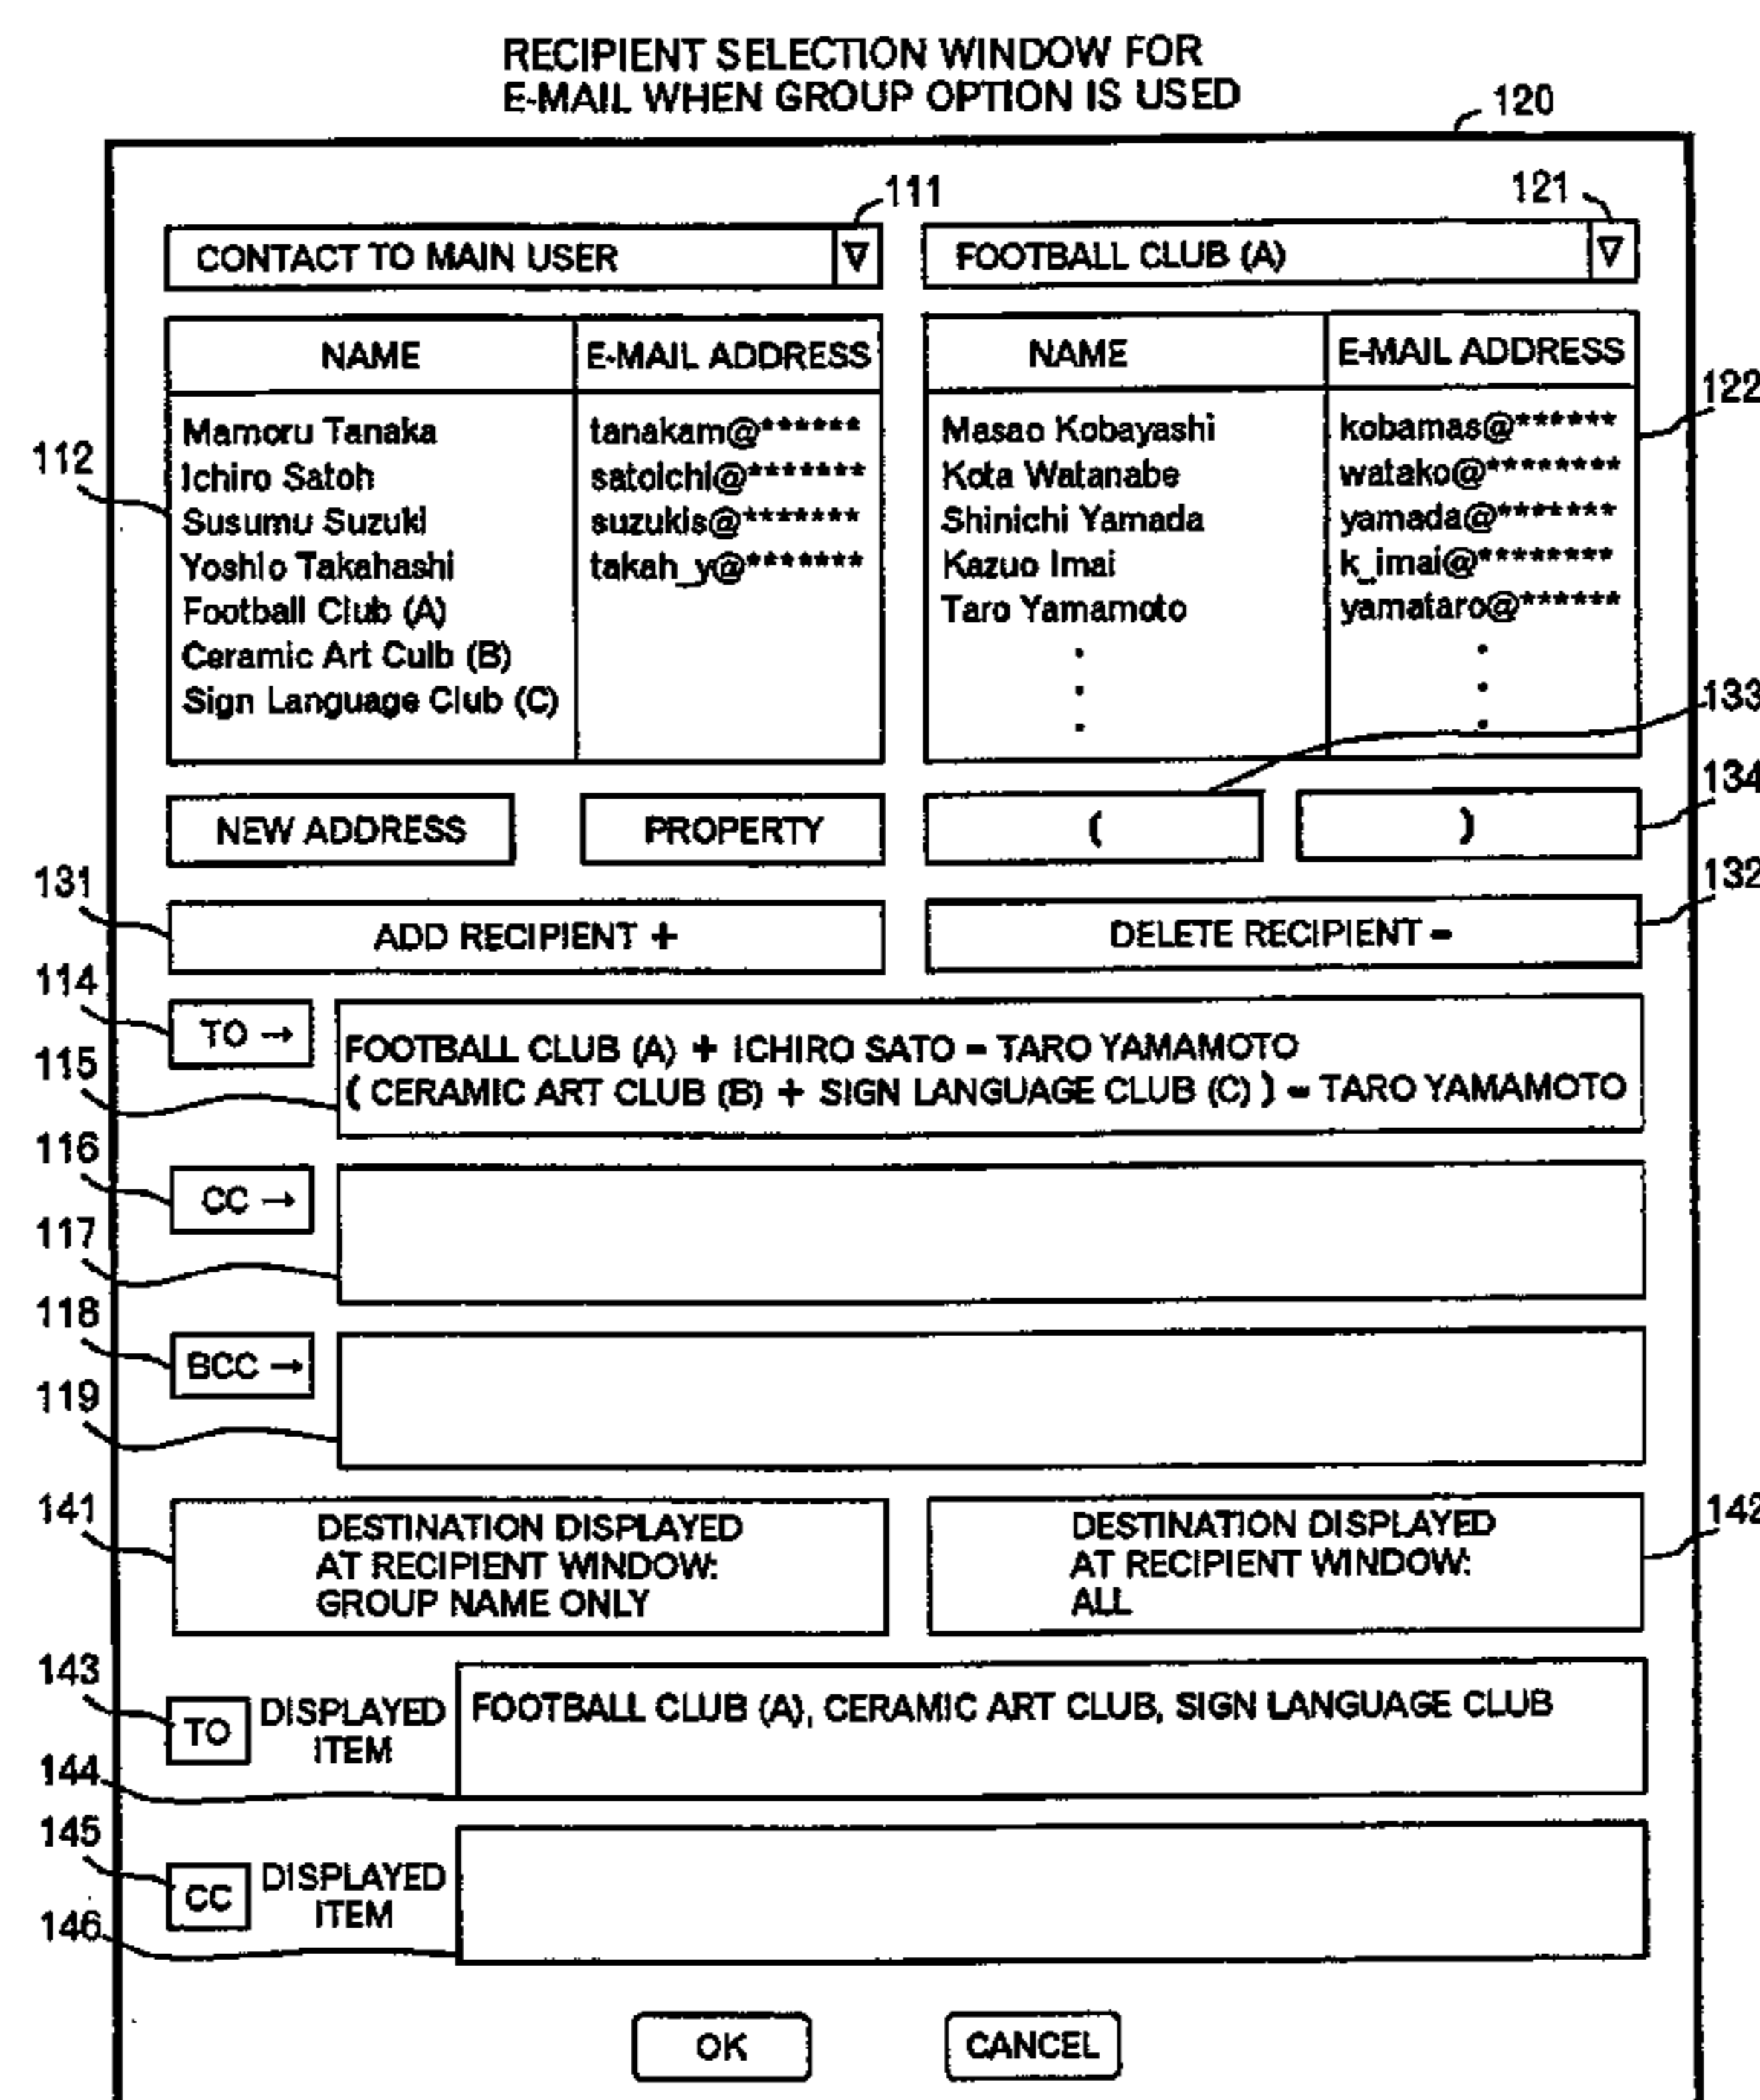 RECIPIENT SELECTION WINDOW FOR
E-MAIL WHEN GROUP OPTION IS USED
120
111
121
CONTACT TO MAIN USER ▽
FOOTBALL CLUB (A) ▽
NAME E-MAIL ADDRESS
Mamoru Tanaka tanakam@******
Ichiro Satoh satoichi@*******
Susumu Suzuki suzukis@*******
Yoshio Takahashi takah_y@*******
Football Club (A)
Ceramic Art Culb (B)
Sign Language Club (C)
112
NAME E-MAIL ADDRESS
Masao Kobayashi kobamas@******
Kota Watanabe watako@********
Shinichi Yamada yamada@*******
Kazuo Imai k_imai@********
Taro Yamamoto yamataro@******
122
133
134
NEW ADDRESS PROPERTY ( )
131
132
ADD RECIPIENT + DELETE RECIPIENT -
114
TO →
115
FOOTBALL CLUB (A) + ICHIRO SATO - TARO YAMAMOTO
( CERAMIC ART CLUB (B) + SIGN LANGUAGE CLUB (C) ) - TARO YAMAMOTO
116
CC →
117
118
BCC →
119
141
DESTINATION DISPLAYED
AT RECIPIENT WINDOW:
GROUP NAME ONLY
142
DESTINATION DISPLAYED
AT RECIPIENT WINDOW:
ALL
143
TO DISPLAYED
ITEM
144
FOOTBALL CLUB (A), CERAMIC ART CLUB, SIGN LANGUAGE CLUB
145
CC DISPLAYED
ITEM
146
OK CANCEL